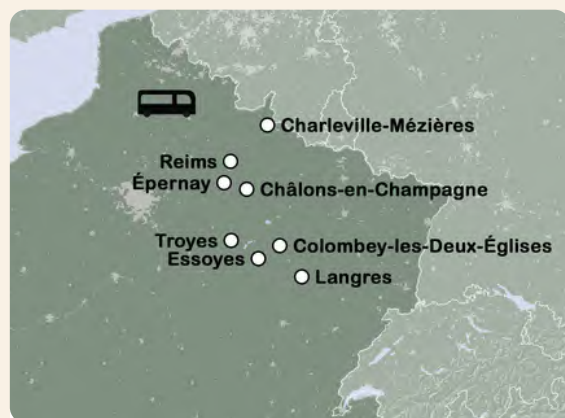 Charleville-Mézières
Reims
Épernay
Châlons-en-Champagne
Troyes
Colombey-les-Deux-Églises
Essoyes
Langres